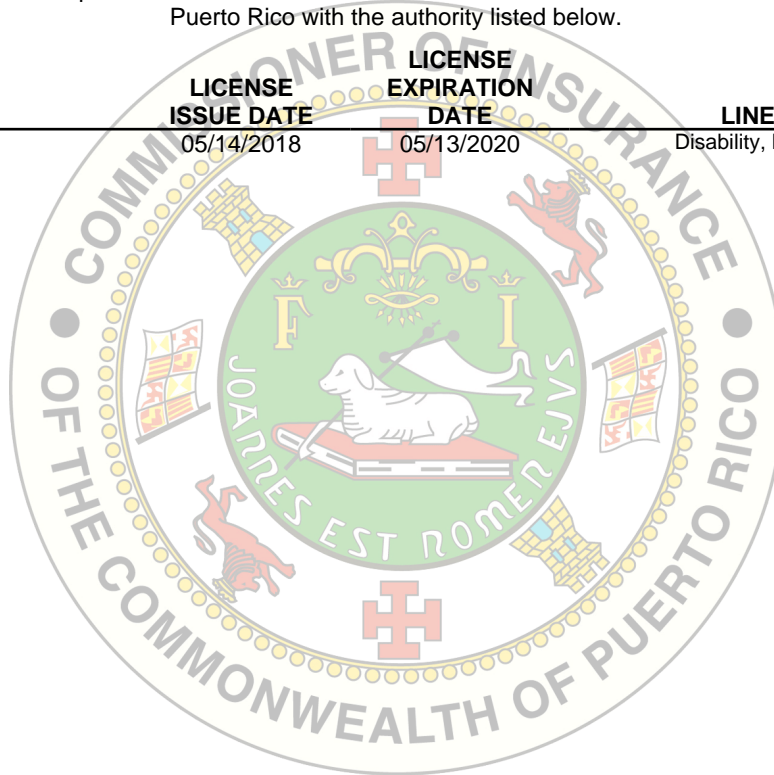 Puerto Rico with the authority listed below.
LICENSE
ISSUE DATE
LICENSE
EXPIRATION
DATE
LINE
05/14/2018
05/13/2020
Disability,
COMMISSIONER OF INSURANCE
OF THE COMMONWEALTH OF PUERTO RICO
F I
JOANNES EST NOMEN EJVS